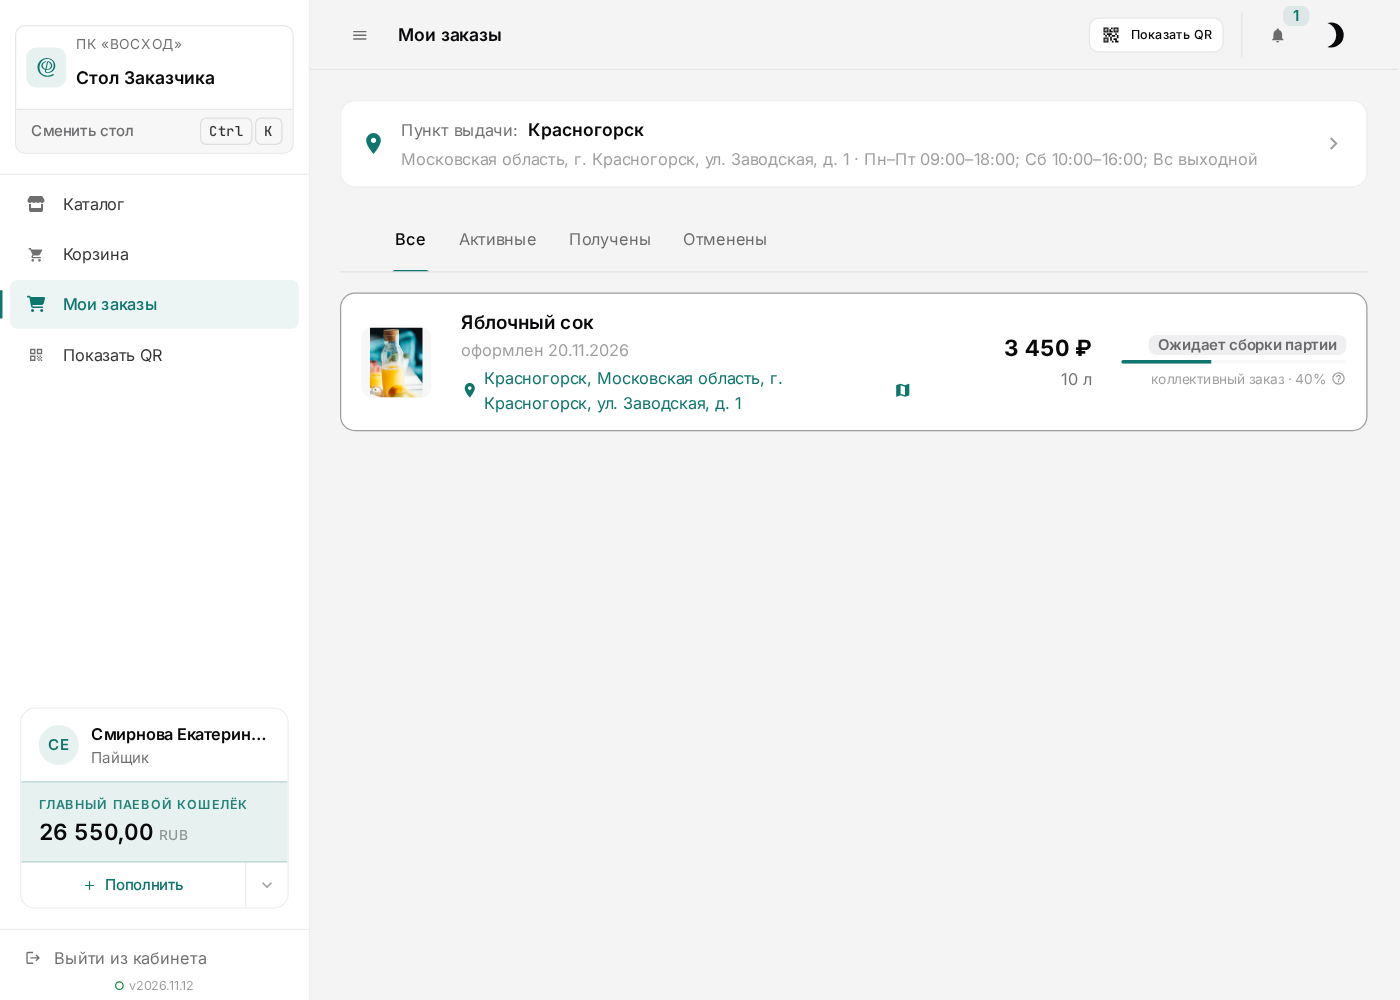 ПК «ВОСХОД»
Стол Заказчика
Сменить стол
Ctrl K
Каталог
Корзина
Мои заказы
Показать QR
СЕ
Смирнова Екатерин...
Пайщик
ГЛАВНЫЙ ПАЕВОЙ КОШЕЛЁК
26 550,00 RUB
+ Пополнить
Выйти из кабинета
v2026.11.12
Мои заказы
Показать QR
1
Пункт выдачи: Красногорск
Московская область, г. Красногорск, ул. Заводская, д. 1 · Пн–Пт 09:00–18:00; Сб 10:00–16:00; Вс выходной
Все Активные Получены Отменены
Яблочный сок
оформлен 20.11.2026
Красногорск, Московская область, г.
Красногорск, ул. Заводская, д. 1
3 450 ₽
10 л
Ожидает сборки партии
коллективный заказ · 40%